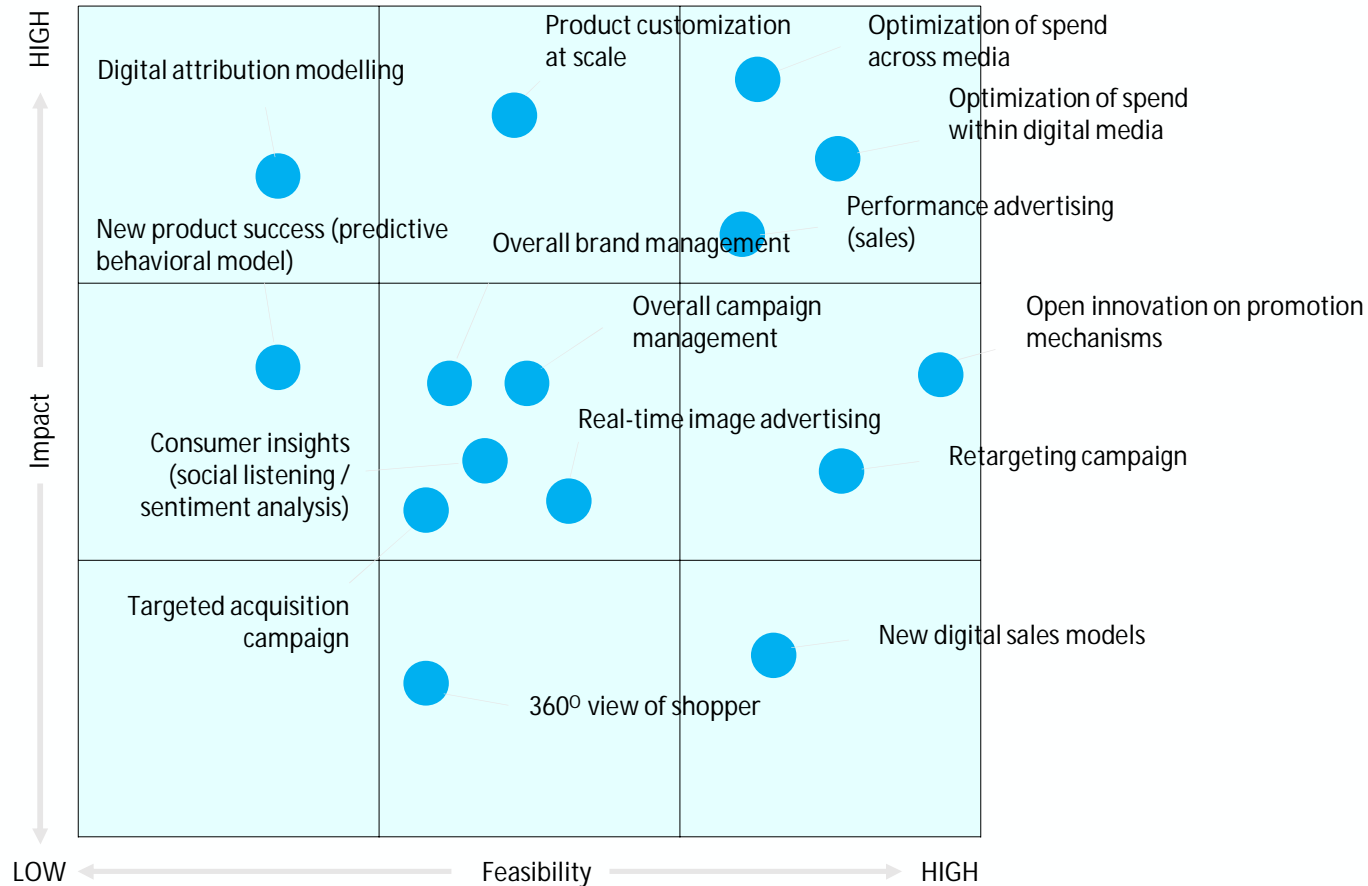 HIGH
Product customization
at scale
Optimization of spend
across media
Digital attribution modelling
Optimization of spend
within digital media
Performance advertising
(sales)
New product success (predictive
behavioral model)
Overall brand management
Overall campaign
management
Open innovation on promotion
mechanisms
Impact
Real-time image advertising
Consumer insights
(social listening /
sentiment analysis)
Retargeting campaign
Targeted acquisition
campaign
New digital sales models
360⁰ view of shopper
LOW
Feasibility
HIGH